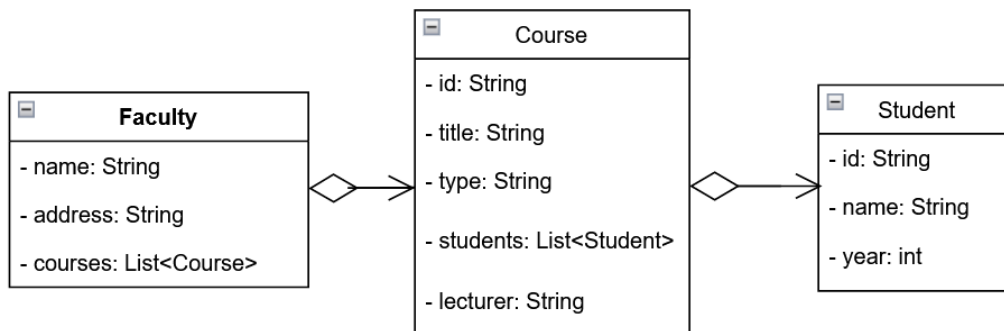 Faculty
- name: String
- address: String
- courses: List<Course>
Course
- id: String
- title: String
- type: String
- students: List<Student>
- lecturer: String
Student
- id: String
- name: String
- year: int